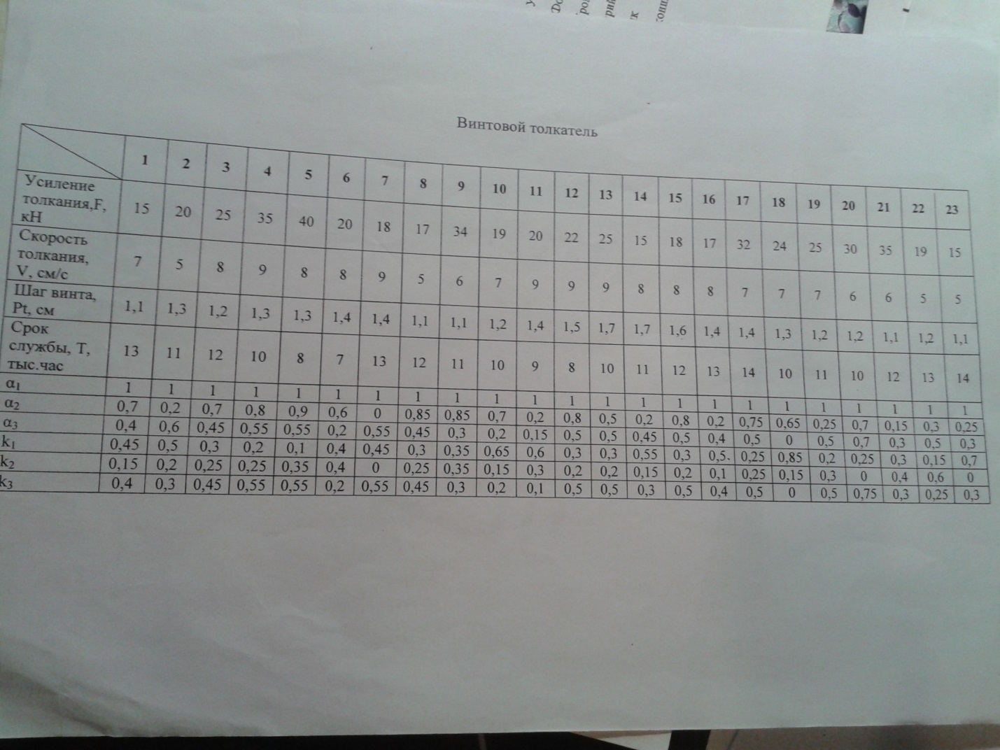 Винтовой толкатель
1 2 3 4 5 6 7 8 9 10 11 12 13 14 15 16 17 18 19 20 21 22 23
Усиление
толкания,F,
кН
15 20 25 35 40 20 18 17 34 19 20 22 25 15 18 17 32 24 25 30 35 19 15
Скорость
толкания,
V, см/с
7 5 8 9 8 8 9 5 6 7 9 9 9 8 8 8 7 7 7 6 6 5 5
Шаг винта,
Pt, см
1,1 1,3 1,2 1,3 1,3 1,4 1,4 1,1 1,1 1,2 1,4 1,5 1,7 1,7 1,6 1,4 1,4 1,3 1,2 1,2 1,1 1,2 1,1
Срок
службы, Т,
тыс.час
13 11 12 10 8 7 13 12 11 10 9 8 10 11 12 13 14 10 11 10 12 13 14
α1 1 1 1 1 1 1 1 1 1 1 1 1 1 1 1 1 1 1 1 1 1 1 1
α2 0,7 0,2 0,7 0,8 0,9 0,6 0 0,85 0,85 0,7 0,2 0,8 0,5 0,2 0,8 0,2 0,75 0,65 0,25 0,7 0,15 0,3 0,25
α3 0,4 0,6 0,45 0,55 0,55 0,2 0,55 0,45 0,3 0,2 0,15 0,5 0,5 0,45 0,5 0,4 0,5 0 0,5 0,7 0,3 0,5 0,3
k1 0,45 0,5 0,3 0,2 0,1 0,4 0,45 0,3 0,35 0,65 0,6 0,3 0,3 0,55 0,3 0,5 0,25 0,85 0,2 0,25 0,3 0,15 0,7
k2 0,15 0,2 0,25 0,25 0,35 0,4 0 0,25 0,35 0,15 0,3 0,2 0,2 0,15 0,2 0,1 0,25 0,15 0,3 0 0,4 0,6 0
k3 0,4 0,3 0,45 0,55 0,55 0,2 0,55 0,45 0,3 0,2 0,1 0,5 0,5 0,3 0,5 0,4 0,5 0 0,5 0,75 0,3 0,25 0,3